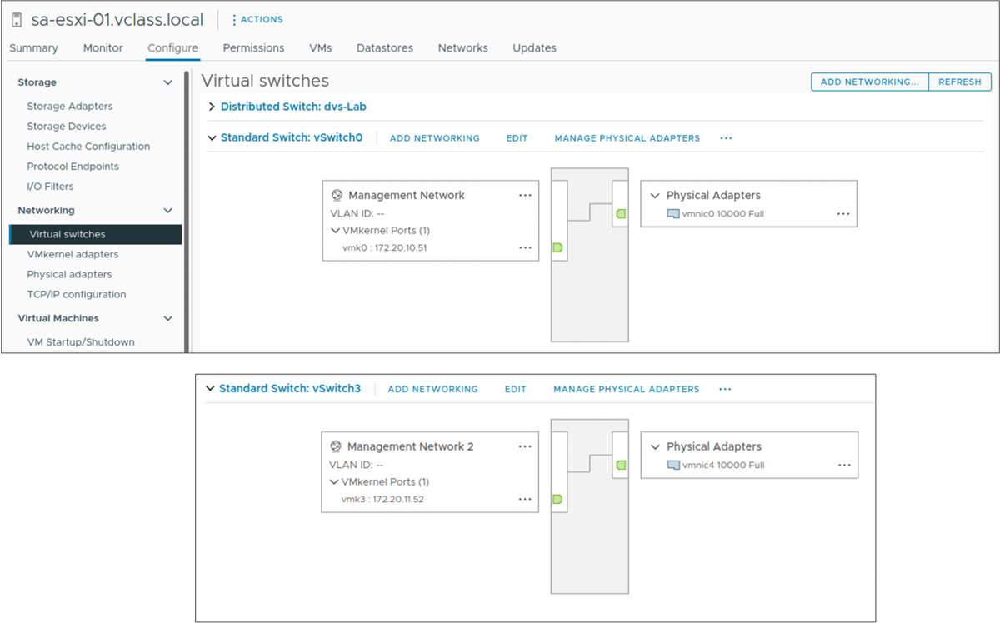 sa-esxi-01.vclass.local ACTIONS
Summary Monitor Configure Permissions VMs Datastores Networks Updates
Storage
Storage Adapters
Storage Devices
Host Cache Configuration
Protocol Endpoints
I/O Filters
Networking
Virtual switches
VMkernel adapters
Physical adapters
TCP/IP configuration
Virtual Machines
VM Startup/Shutdown
Virtual switches
ADD NETWORKING... REFRESH
Distributed Switch: dvs-Lab
Standard Switch: vSwitch0 ADD NETWORKING EDIT MANAGE PHYSICAL ADAPTERS ...
Management Network ...
VLAN ID: --
VMkernel Ports (1)
vmk0 : 172.20.10.51 ...
Physical Adapters
vmnic0 10000 Full ...
Standard Switch: vSwitch3 ADD NETWORKING EDIT MANAGE PHYSICAL ADAPTERS ...
Management Network 2 ...
VLAN ID: --
VMkernel Ports (1)
vmk3 : 172.20.11.52 ...
Physical Adapters
vmnic4 10000 Full ...